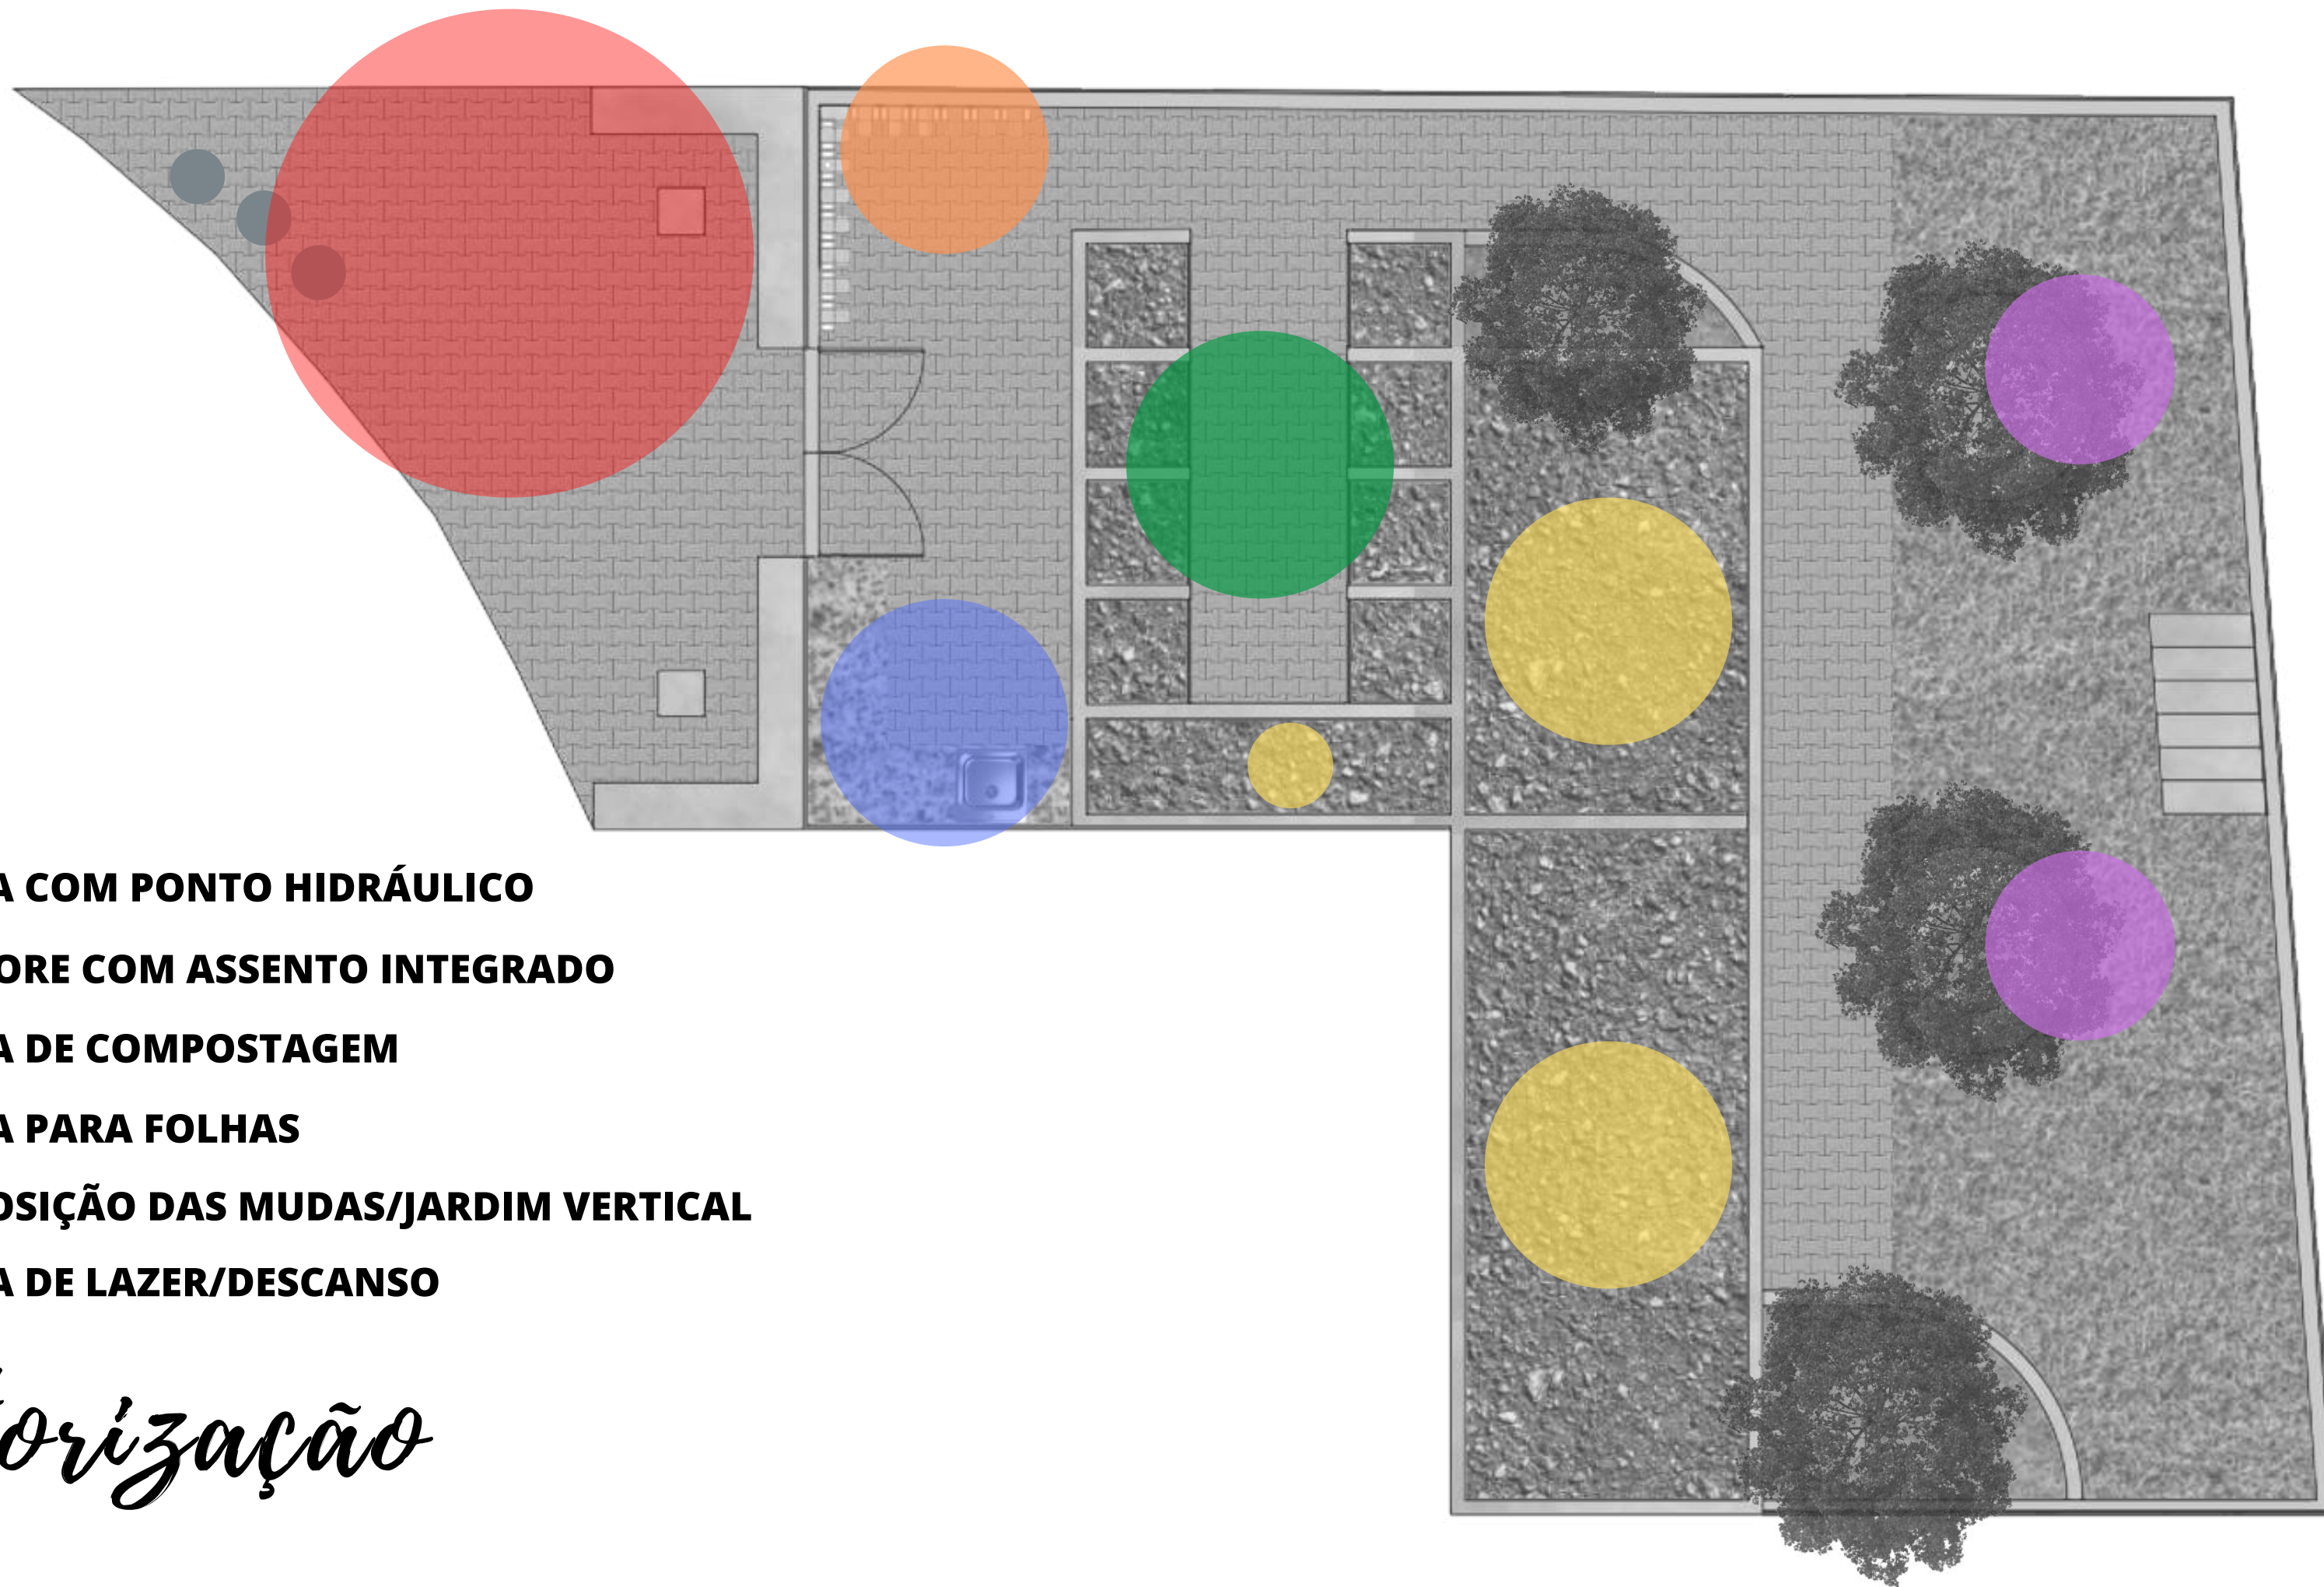 A COM PONTO HIDRÁULICO
ORE COM ASSENTO INTEGRADO
A DE COMPOSTAGEM
A PARA FOLHAS
OSIÇÃO DAS MUDAS/JARDIM VERTICAL
A DE LAZER/DESCANSO
orização